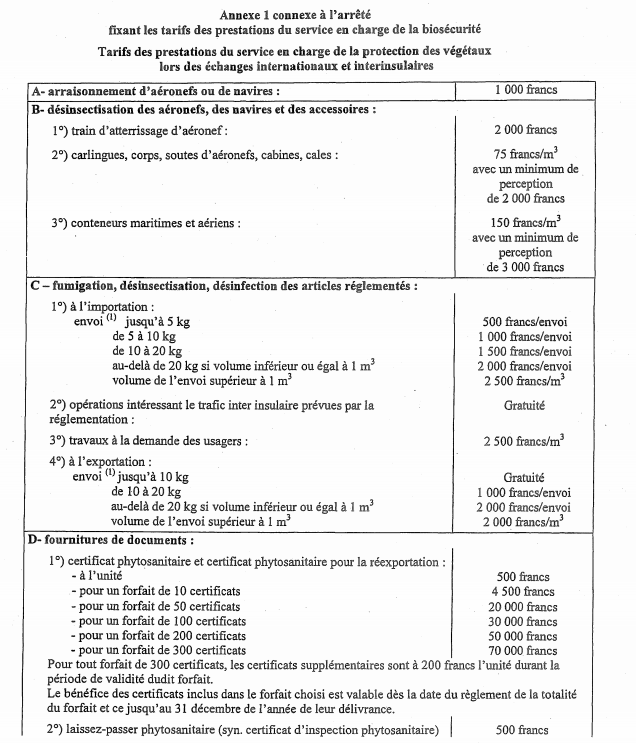 Annexe 1 connexe à l'arrêté
fixant les tarifs des prestations du service en charge de la biosécurité
Tarifs des prestations du service en charge de la protection des végétaux
lors des échanges internationaux et interinsulaires
A- arraisonnement d'aéronefs ou de navires : 1 000 francs
B- désinsectisation des aéronefs, des navires et des accessoires :
1°) train d'atterrissage d'aéronef : 2 000 francs
2°) carlingues, corps, soutes d'aéronefs, cabines, cales : 75 francs/m³
avec un minimum de
perception
de 2 000 francs
3°) conteneurs maritimes et aériens : 150 francs/m³
avec un minimum de
perception
de 3 000 francs
C – fumigation, désinsectisation, désinfection des articles réglementés :
1°) à l'importation :
envoi (1) jusqu'à 5 kg 500 francs/envoi
de 5 à 10 kg 1 000 francs/envoi
de 10 à 20 kg 1 500 francs/envoi
au-delà de 20 kg si volume inférieur ou égal à 1 m³ 2 000 francs/envoi
volume de l'envoi supérieur à 1 m³ 2 500 francs/m³
2°) opérations intéressant le trafic inter insulaire prévues par la Gratuité
réglementation :
3°) travaux à la demande des usagers : 2 500 francs/m³
4°) à l'exportation :
envoi (1) jusqu'à 10 kg Gratuité
de 10 à 20 kg 1 000 francs/envoi
au-delà de 20 kg si volume inférieur ou égal à 1 m³ 2 000 francs/envoi
volume de l'envoi supérieur à 1 m³ 2 000 francs/m³
D- fournitures de documents :
1°) certificat phytosanitaire et certificat phytosanitaire pour la réexportation :
- à l'unité 500 francs
- pour un forfait de 10 certificats 4 500 francs
- pour un forfait de 50 certificats 20 000 francs
- pour un forfait de 100 certificats 30 000 francs
- pour un forfait de 200 certificats 50 000 francs
- pour un forfait de 300 certificats 70 000 francs
Pour tout forfait de 300 certificats, les certificats supplémentaires sont à 200 francs l'unité durant la
période de validité dudit forfait.
Le bénéfice des certificats inclus dans le forfait choisi est valable dès la date du règlement de la totalité
du forfait et ce jusqu'au 31 décembre de l'année de leur délivrance.
2°) laissez-passer phytosanitaire (syn. certificat d'inspection phytosanitaire) 500 francs